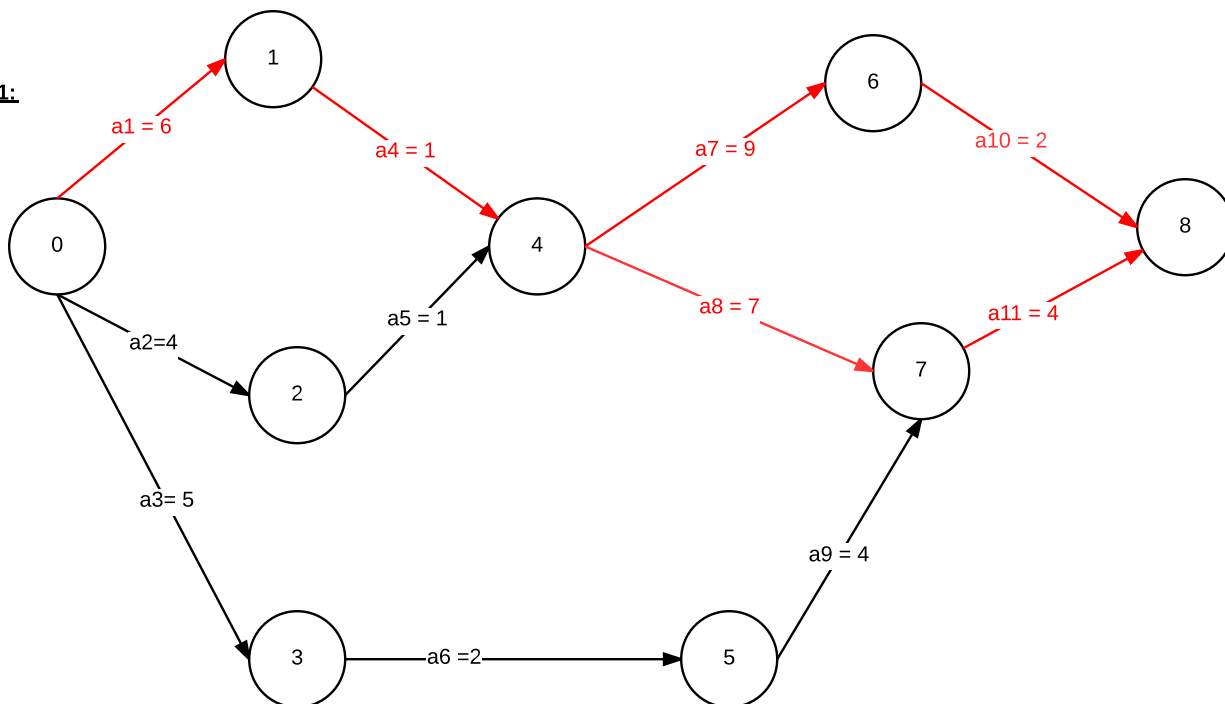 1
6
1:
a1 = 6
a10 = 2
a4 = 1
a7 = 9
8
0
4
a8 = 7
a11 = 4
a5 = 1
a2=4
7
2
a3= 5
a9 = 4
3
a6 =2
5